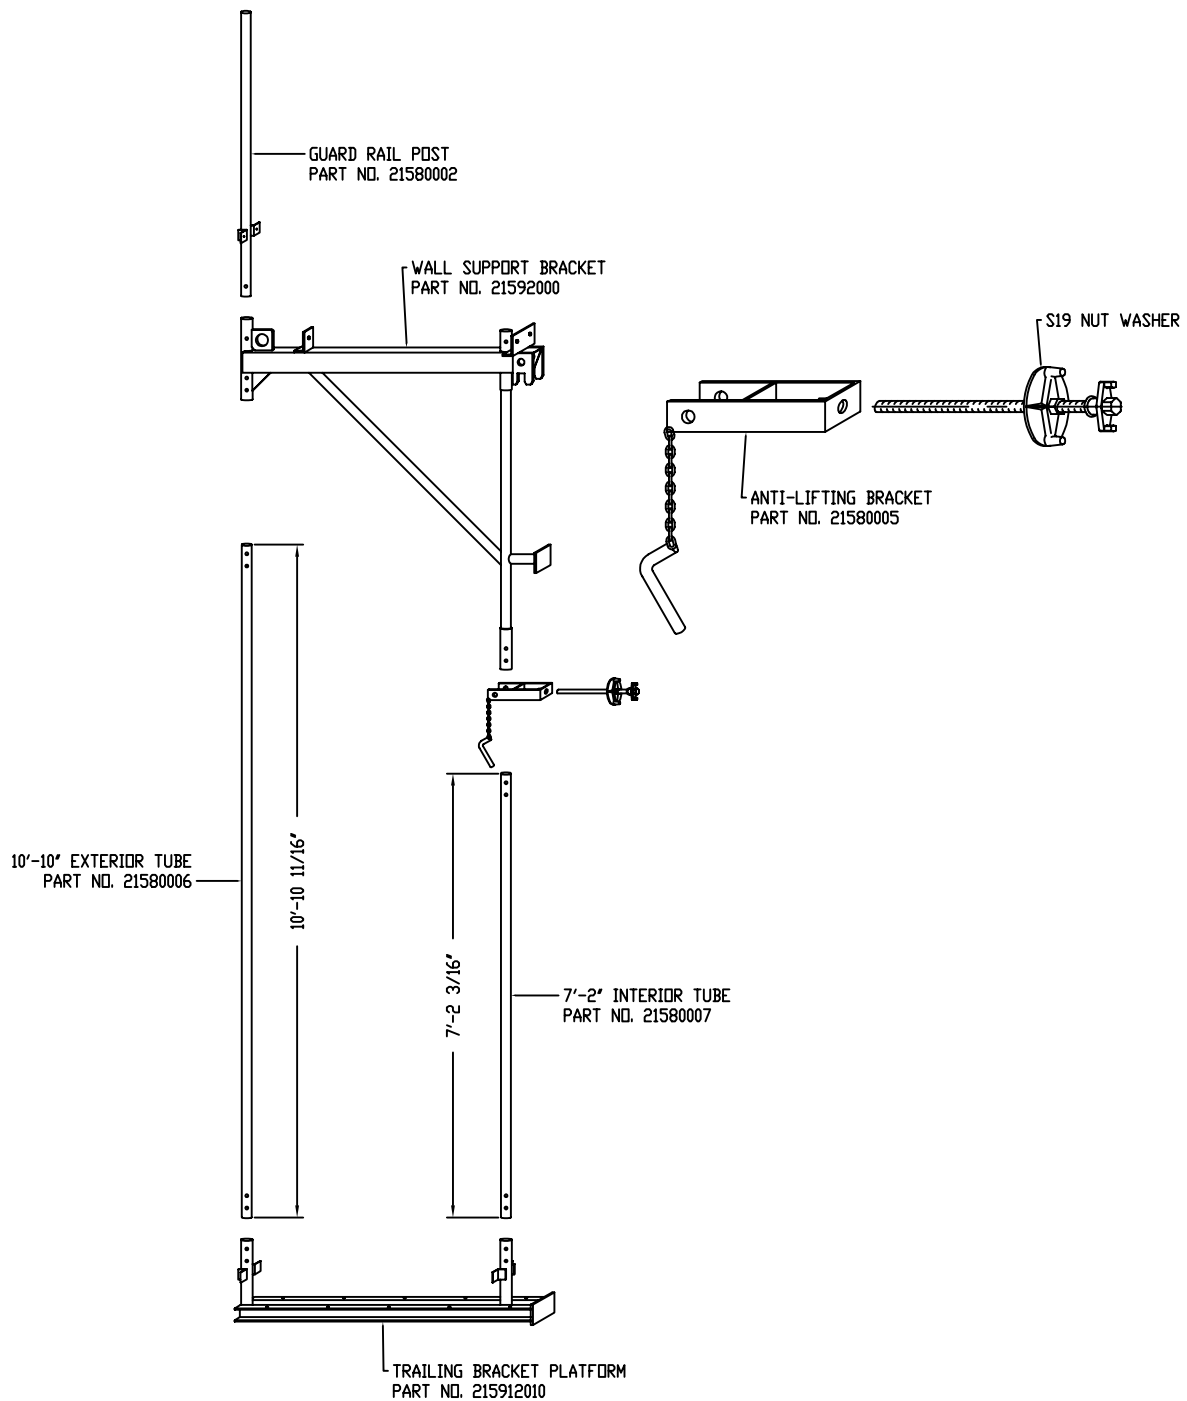 GUARD RAIL POST
PART NO. 21580002
WALL SUPPORT BRACKET
PART NO. 21592000
S19 NUT WASHER
ANTI-LIFTING BRACKET
PART NO. 21580005
10'-10" EXTERIOR TUBE
PART NO. 21580006
10'-10 11/16"
7'-2 3/16"
7'-2" INTERIOR TUBE
PART NO. 21580007
TRAILING BRACKET PLATFORM
PART NO. 215912010